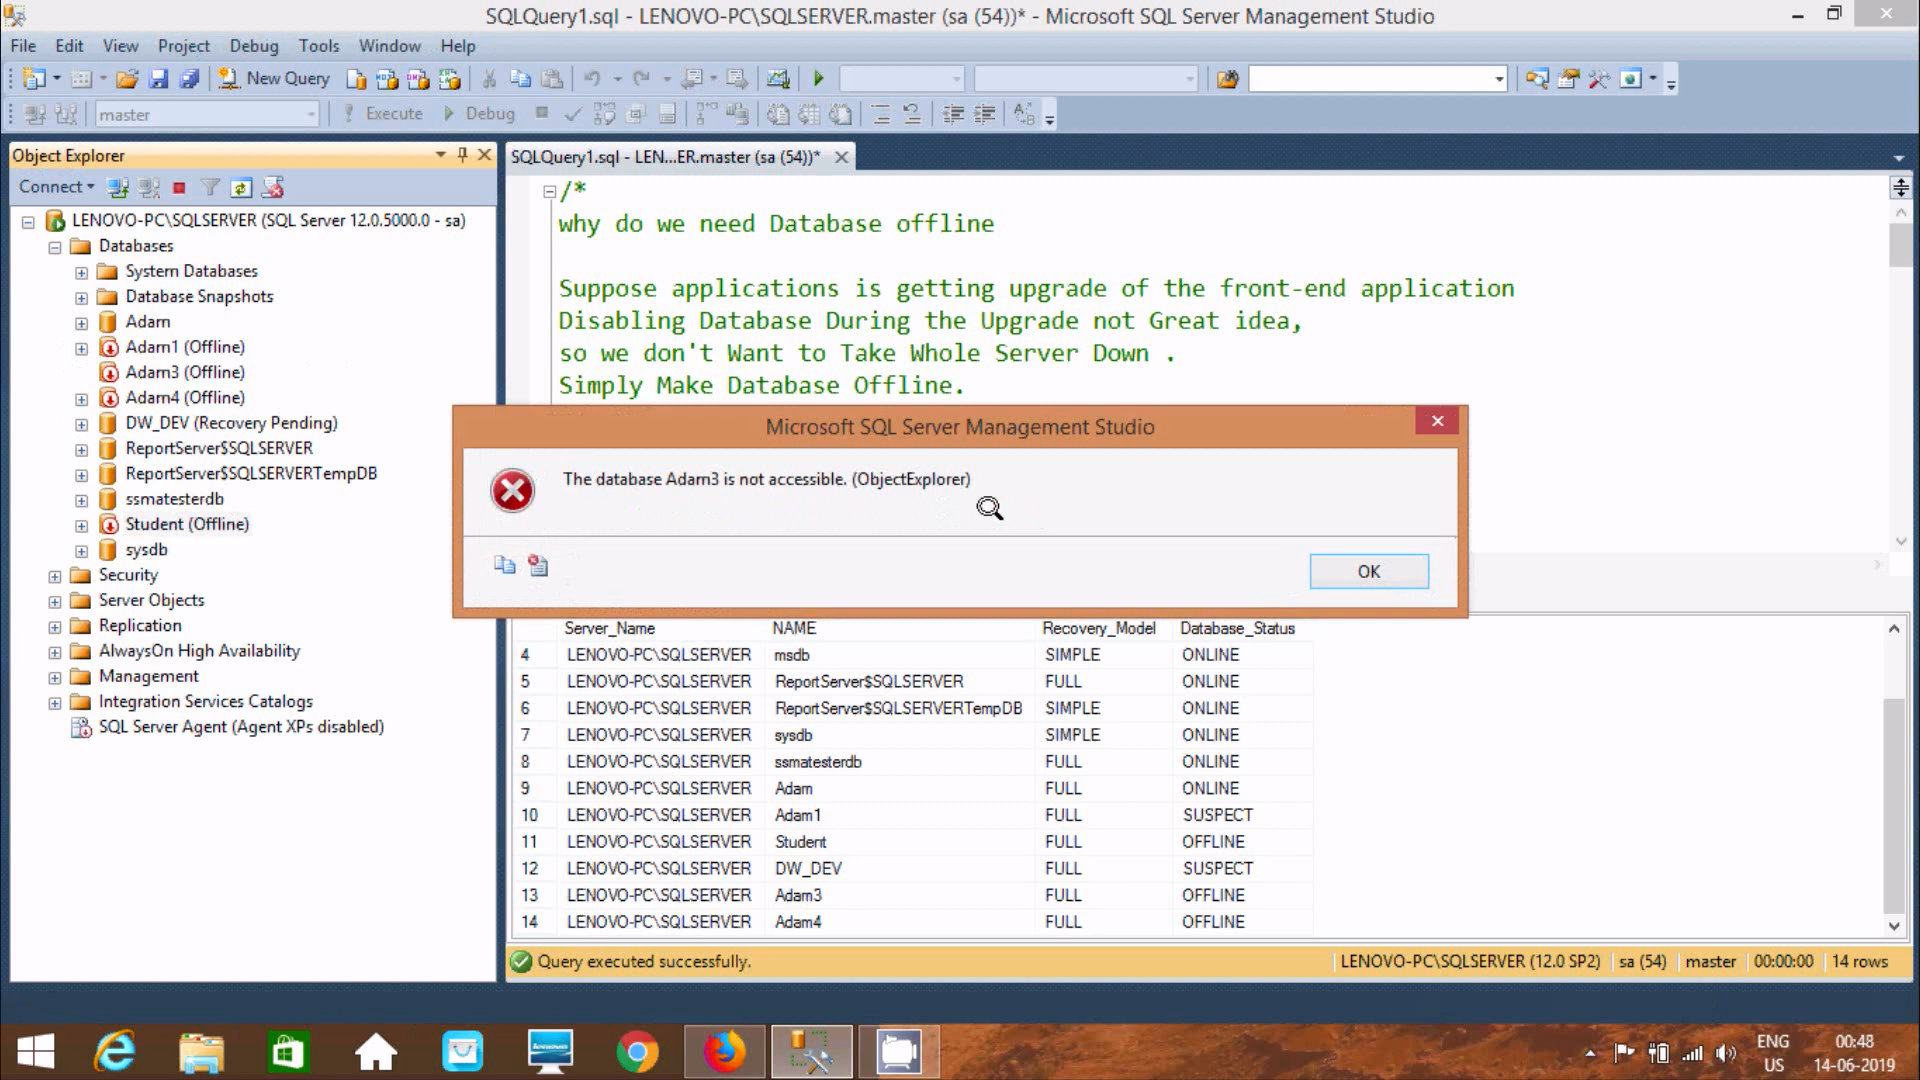 SQLQuery1.sql - LENOVO-PC\SQLSERVER.master (sa (54))* - Microsoft SQL Server Management Studio
File Edit View Project Debug Tools Window Help
New Query
master Execute Debug
Object Explorer
Connect
LENOVO-PC\SQLSERVER (SQL Server 12.0.5000.0 - sa)
Databases
System Databases
Database Snapshots
Adam
Adam1 (Offline)
Adam3 (Offline)
Adam4 (Offline)
DW_DEV (Recovery Pending)
ReportServer$SQLSERVER
ReportServer$SQLSERVERTempDB
ssmatesterdb
Student (Offline)
sysdb
Security
Server Objects
Replication
AlwaysOn High Availability
Management
Integration Services Catalogs
SQL Server Agent (Agent XPs disabled)
SQLQuery1.sql - LEN...ER.master (sa (54))*
/*
why do we need Database offline
Suppose applications is getting upgrade of the front-end application
Disabling Database During the Upgrade not Great idea,
so we don't Want to Take Whole Server Down .
Simply Make Database Offline.
Microsoft SQL Server Management Studio
The database Adam3 is not accessible. (ObjectExplorer)
OK
Server_Name NAME Recovery_Model Database_Status
4 LENOVO-PC\SQLSERVER msdb SIMPLE ONLINE
5 LENOVO-PC\SQLSERVER ReportServer$SQLSERVER FULL ONLINE
6 LENOVO-PC\SQLSERVER ReportServer$SQLSERVERTempDB SIMPLE ONLINE
7 LENOVO-PC\SQLSERVER sysdb SIMPLE ONLINE
8 LENOVO-PC\SQLSERVER ssmatesterdb FULL ONLINE
9 LENOVO-PC\SQLSERVER Adam FULL ONLINE
10 LENOVO-PC\SQLSERVER Adam1 FULL SUSPECT
11 LENOVO-PC\SQLSERVER Student FULL OFFLINE
12 LENOVO-PC\SQLSERVER DW_DEV FULL SUSPECT
13 LENOVO-PC\SQLSERVER Adam3 FULL OFFLINE
14 LENOVO-PC\SQLSERVER Adam4 FULL OFFLINE
Query executed successfully. LENOVO-PC\SQLSERVER (12.0 SP2) sa (54) master 00:00:00 14 rows
ENG 00:48
US 14-06-2019